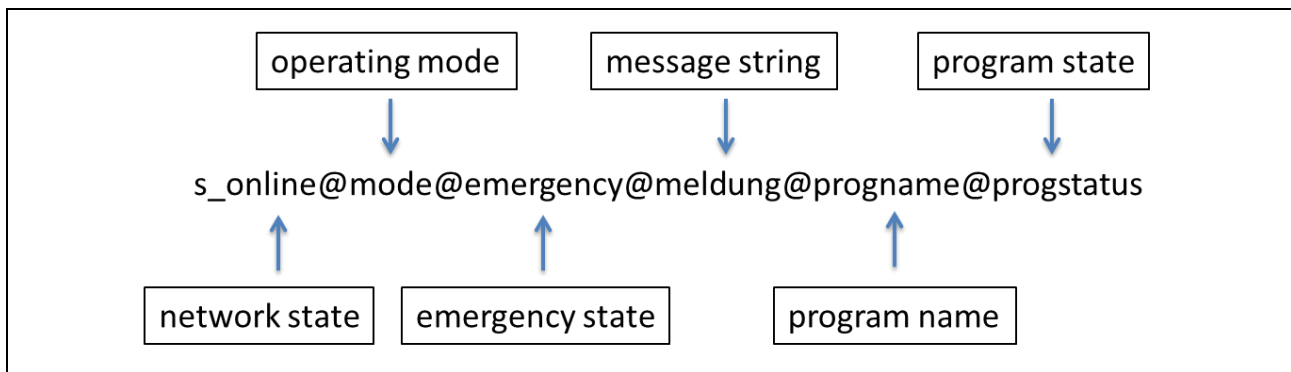 operating mode message string program state
s_online@mode@emergency@meldung@progname@progstatus
network state emergency state program name